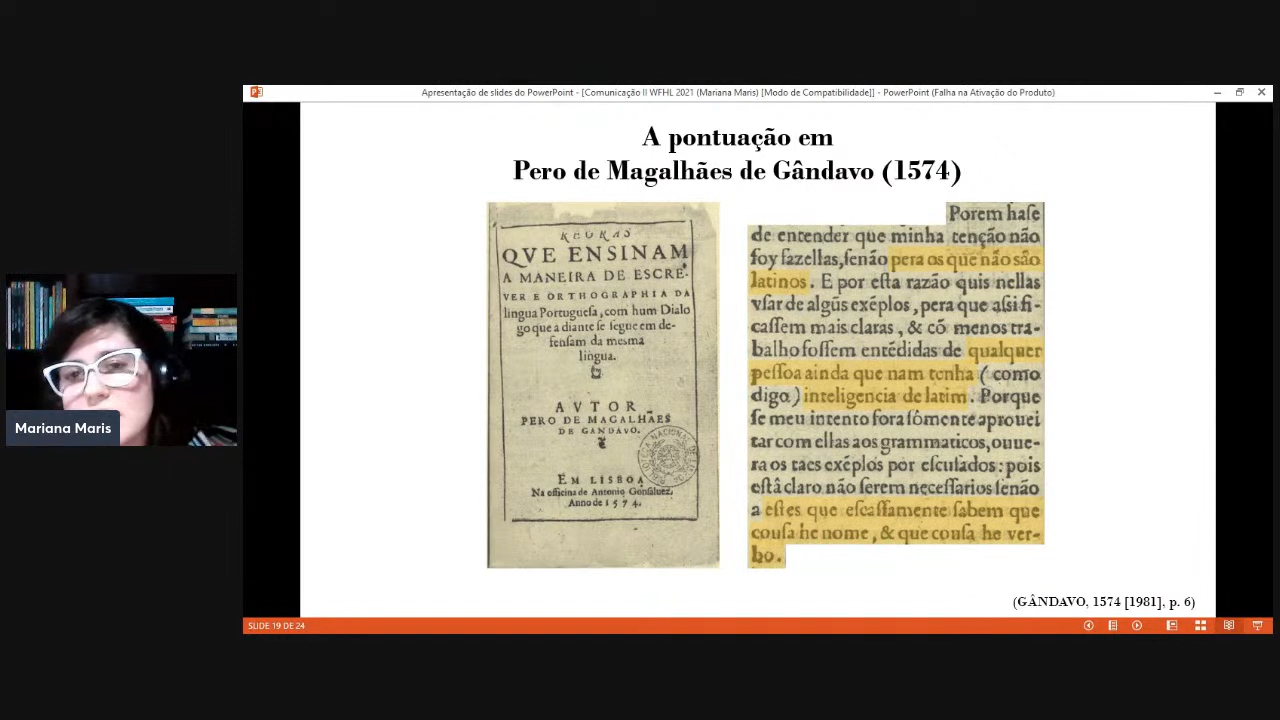 Apresentação de slides do PowerPoint - [Comunicação II WFHL 2021 (Mariana Maris) [Modo de Compatibilidade]] - PowerPoint (Falha na Ativação do Produto)
A pontuação em
Pero de Magalhães de Gândavo (1574)
REGRAS
QVE ENSINAM
A MANEIRA DE ESCRE-
VER E ORTHOGRAPHIA DA
lingua Portuguesa, com hum Dialo
go que a diante se segue em de-
fensam da mesma
lingua.
AVTOR
PERO DE MAGALHÃES
DE GANDAVO.
EM LISBOA
Na officina de Antonio Gonsaluez.
Anno de 1574.
BIBLIOTECA NACIONAL DE LISBOA
Porem hase
de entender que minha tenção não
foy fazellas, senão pera os que não são
latinos. E por esta razão quis nellas
vsar de algũs exẽplos, pera que assi fi-
cassem mais claras, & cõ menos tra-
balho fossem entẽdidas de qualquer
pessoa ainda que nam tenha (como
digo) inteligencia de latim. Porque
se meu intento fora sômente aprouei
tar com ellas aos grammaticos, ouue-
ra os taes exẽplos por escusados: pois
està claro não serem necessarios senão
a estes que escassamente sabem que
cousa he nome, & que cousa he ver-
bo.
(GÂNDAVO, 1574 [1981], p. 6)
Mariana Maris
SLIDE 19 DE 24